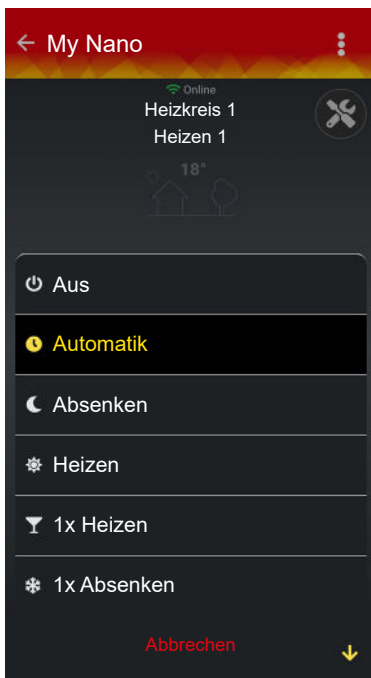 My Nano
Online
Heizkreis 1
Heizen 1
18°
Aus
Automatik
Absenken
Heizen
1x Heizen
1x Absenken
Abbrechen